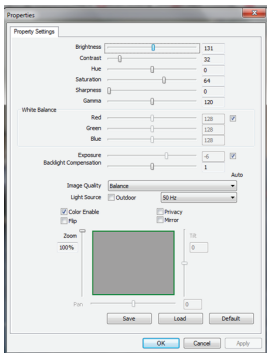 Properties
Property Settings
Brightness 131
Contrast 32
Hue 0
Saturation 64
Sharpness 0
Gamma 120
White Balance
Red 128
Green 128
Blue 128
Exposure -6
Backlight Compensation 1
Auto
Image Quality Balance
Light Source Outdoor 50 Hz
Color Enable Privacy
Flip Mirror
Zoom Tilt
100% 0
Pan 0
Save Load Default
OK Cancel Apply